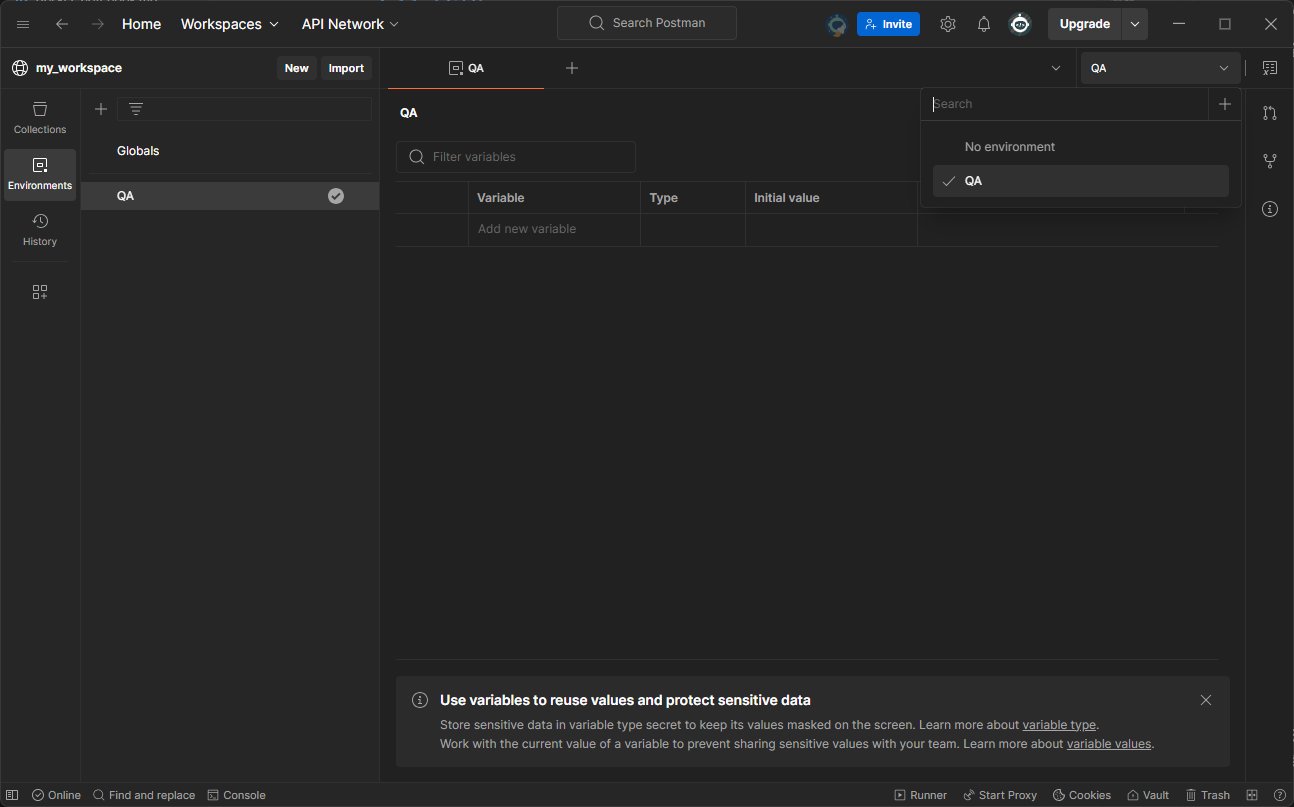 Home Workspaces API Network Search Postman Invite Upgrade
my_workspace New Import QA QA
Search
Collections
Environments
History
Globals
QA
QA
Filter variables
No environment
QA
Variable Type Initial value
Add new variable
Use variables to reuse values and protect sensitive data
Store sensitive data in variable type secret to keep its values masked on the screen. Learn more about variable type.
Work with the current value of a variable to prevent sharing sensitive values with your team. Learn more about variable values.
Online Find and replace Console Runner Start Proxy Cookies Vault Trash